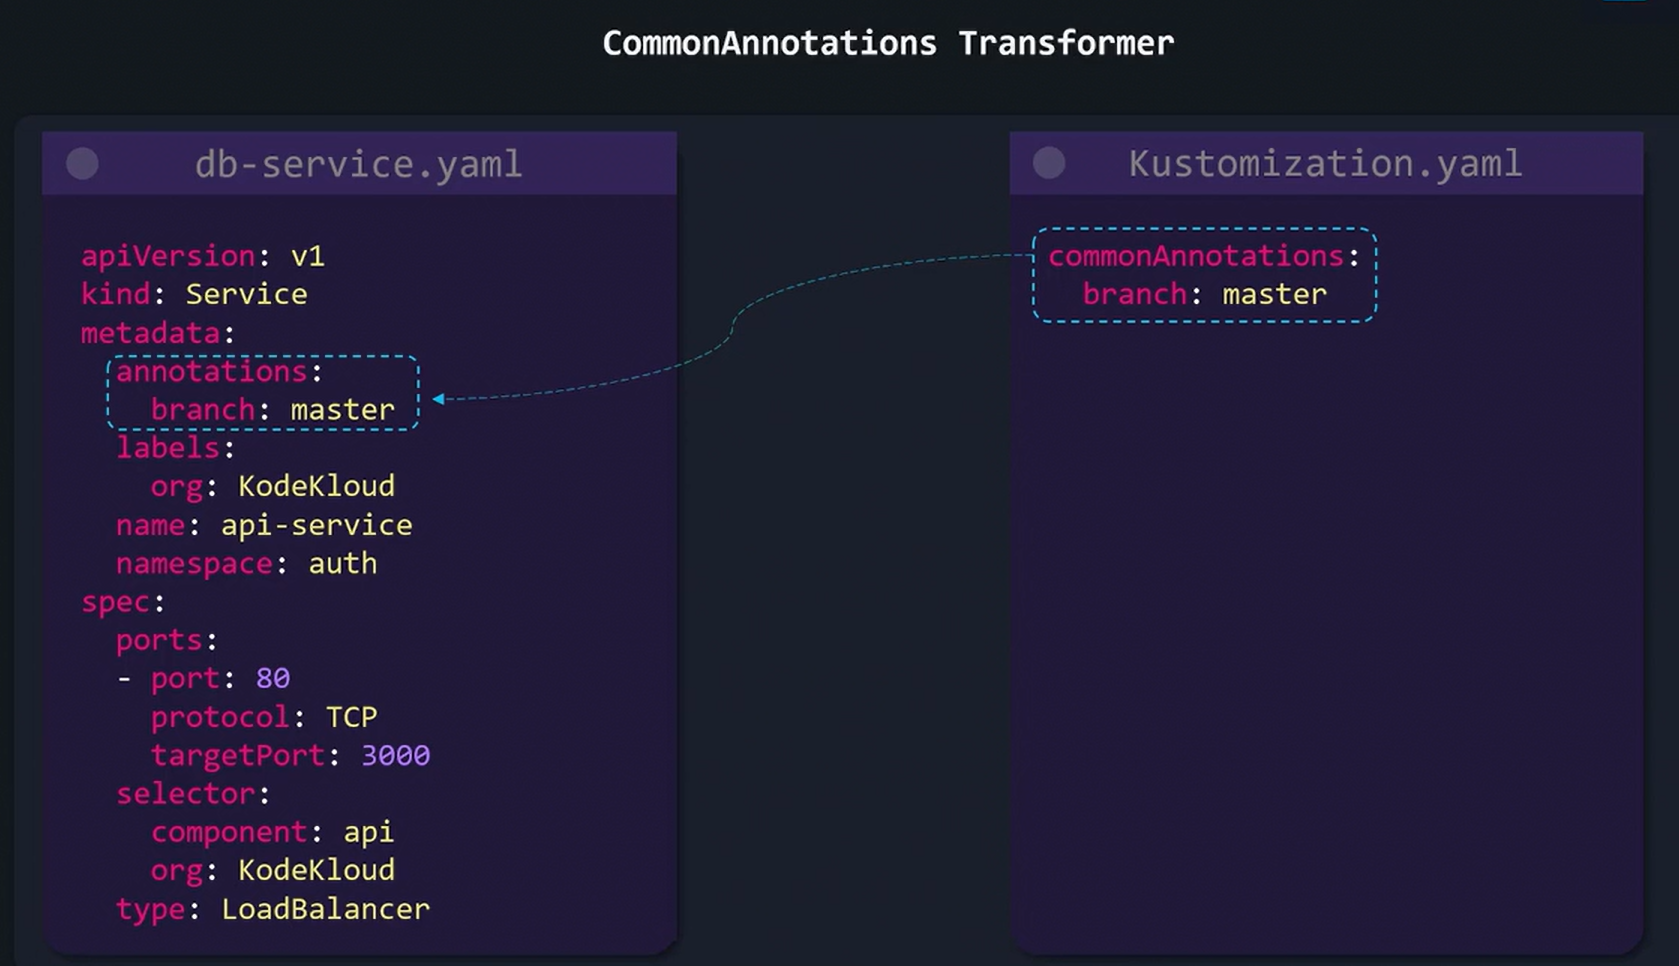 CommonAnnotations Transformer
db-service.yaml
apiVersion: v1
kind: Service
metadata:
  annotations:
    branch: master
  labels:
    org: KodeKloud
  name: api-service
  namespace: auth
spec:
  ports:
  - port: 80
    protocol: TCP
    targetPort: 3000
  selector:
    component: api
    org: KodeKloud
  type: LoadBalancer
Kustomization.yaml
commonAnnotations:
  branch: master